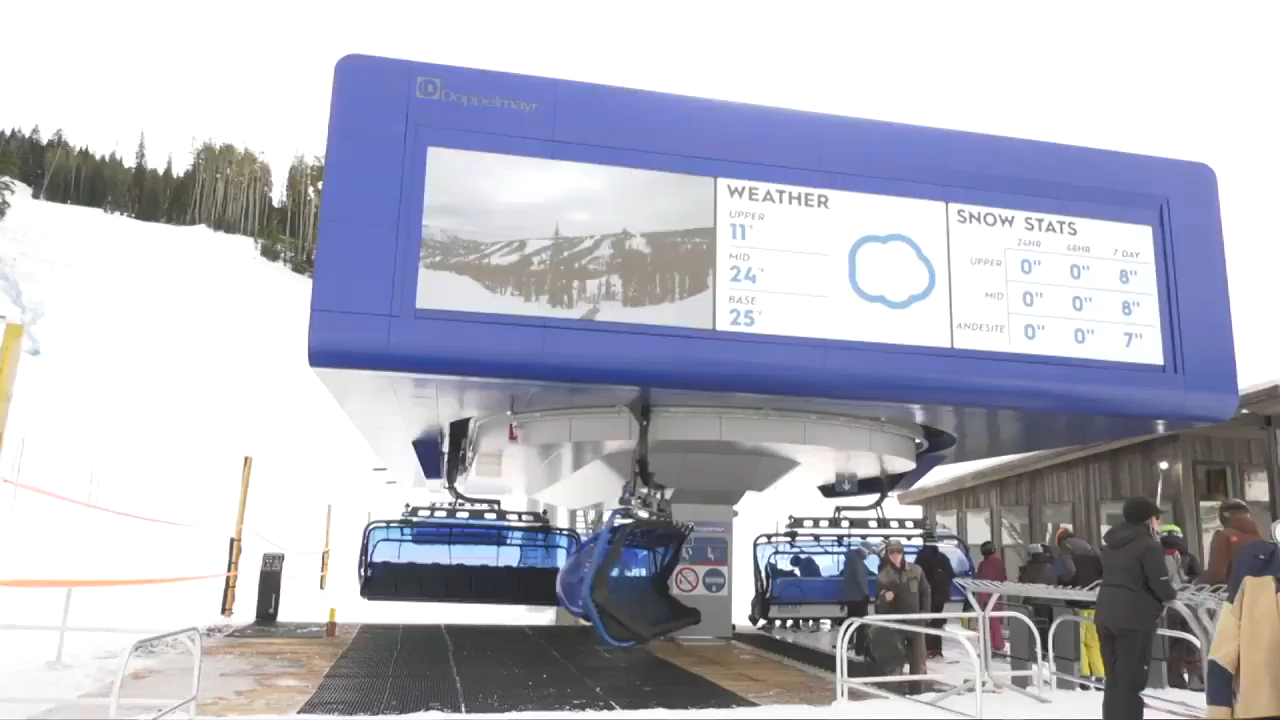 Doppelmayr
WEATHER
UPPER
11°
MID
24°
BASE
25°
SNOW STATS
24HR 48HR 7 DAY
UPPER 0" 0" 8"
MID 0" 0" 8"
ANDESITE 0" 0" 7"